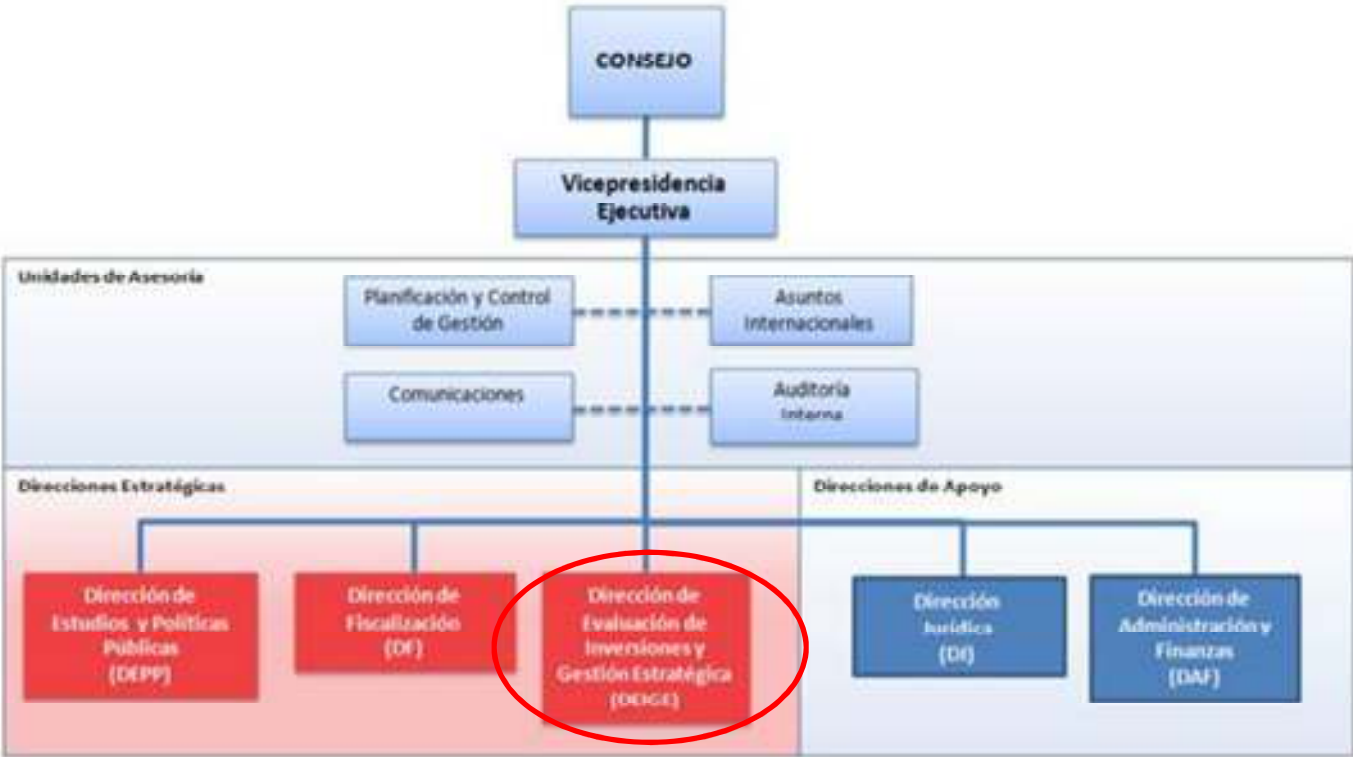 CONSEJO
Vicepresidencia
Ejecutiva
Unidades de Asesoría
Planificación y Control
de Gestión
Asuntos
Internacionales
Comunicaciones
Auditoría
Interna
Direcciones Estratégicas
Direcciones de Apoyo
Dirección de
Estudios y Políticas
Públicas
(DEPP)
Dirección de
Fiscalización
(DF)
Dirección de
Evaluación de
Inversiones y
Gestión Estratégica
(DEIGE)
Dirección
Jurídica
(DJ)
Dirección de
Administración y
Finanzas
(DAF)